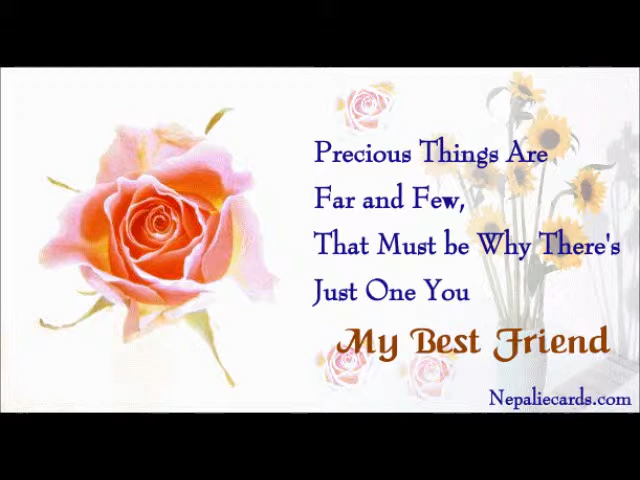 Precious Things Are
Far and Few,
That Must be Why There's
Just One You
My Best Friend
Nepaliecards.com